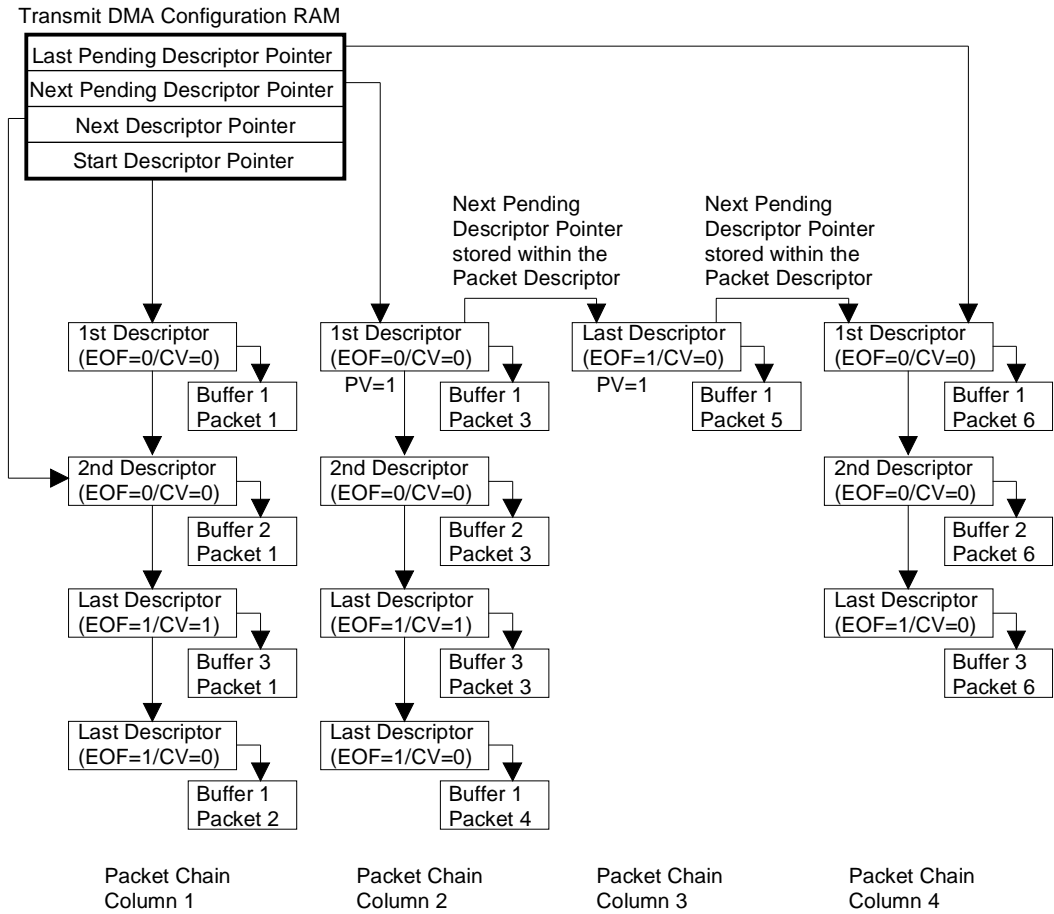 Transmit DMA Configuration RAM
Last Pending Descriptor Pointer
Next Pending Descriptor Pointer
Next Descriptor Pointer
Start Descriptor Pointer
Next Pending
Descriptor Pointer
stored within the
Packet Descriptor
Next Pending
Descriptor Pointer
stored within the
Packet Descriptor
1st Descriptor
(EOF=0/CV=0)
Buffer 1
Packet 1
2nd Descriptor
(EOF=0/CV=0)
Buffer 2
Packet 1
Last Descriptor
(EOF=1/CV=1)
Buffer 3
Packet 1
Last Descriptor
(EOF=1/CV=0)
Buffer 1
Packet 2
Packet Chain
Column 1
1st Descriptor
(EOF=0/CV=0)
PV=1
Buffer 1
Packet 3
2nd Descriptor
(EOF=0/CV=0)
Buffer 2
Packet 3
Last Descriptor
(EOF=1/CV=1)
Buffer 3
Packet 3
Last Descriptor
(EOF=1/CV=0)
Buffer 1
Packet 4
Packet Chain
Column 2
Last Descriptor
(EOF=1/CV=0)
PV=1
Buffer 1
Packet 5
Packet Chain
Column 3
1st Descriptor
(EOF=0/CV=0)
Buffer 1
Packet 6
2nd Descriptor
(EOF=0/CV=0)
Buffer 2
Packet 6
Last Descriptor
(EOF=1/CV=0)
Buffer 3
Packet 6
Packet Chain
Column 4